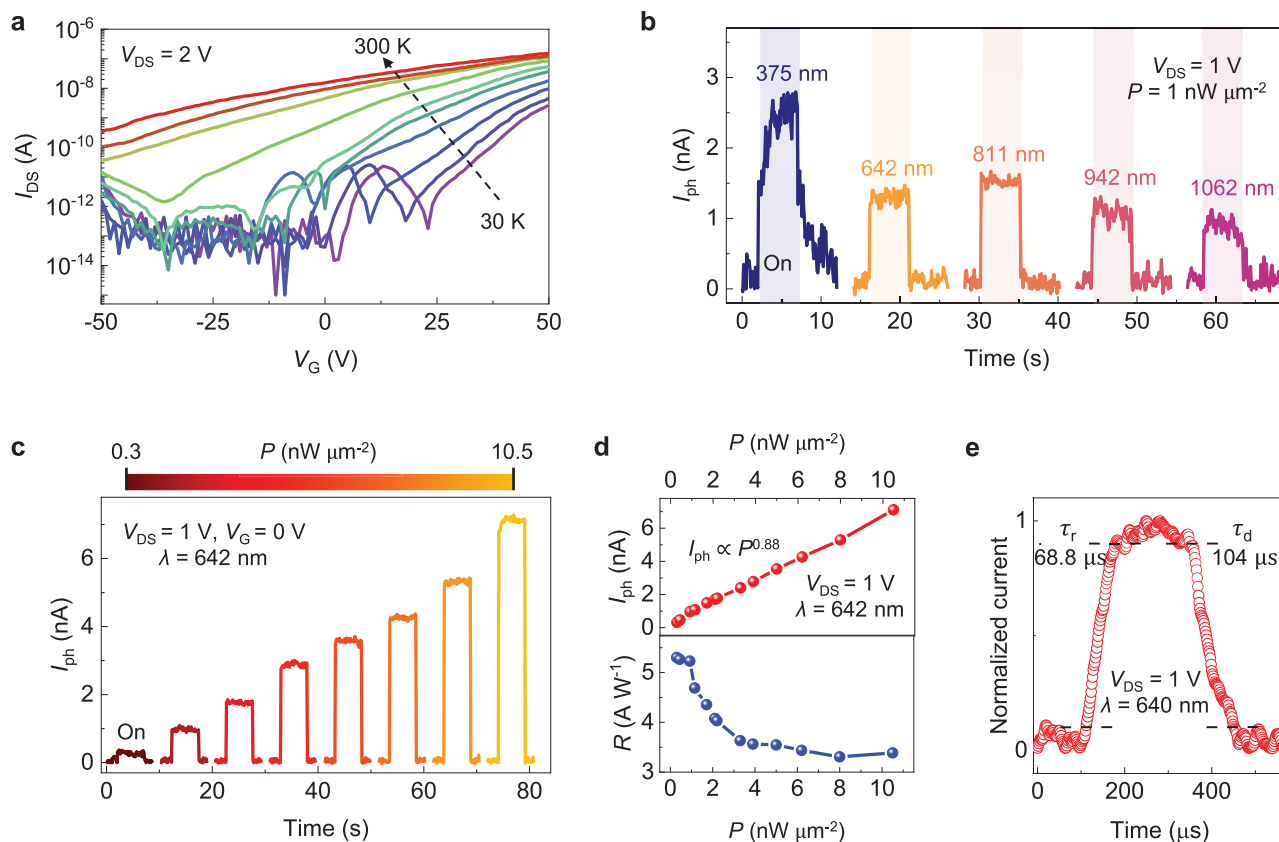 a
10⁻⁶
10⁻⁸
10⁻¹⁰
10⁻¹²
10⁻¹⁴
I_DS (A)
V_DS = 2 V
300 K
30 K
-50
-25
0
25
50
V_G (V)
b
3
2
1
0
I_ph (nA)
375 nm
642 nm
811 nm
942 nm
1062 nm
V_DS = 1 V
P = 1 nW μm⁻²
On
0
10
20
30
40
50
60
Time (s)
c
0.3
P (nW μm⁻²)
10.5
V_DS = 1 V, V_G = 0 V
λ = 642 nm
6
4
2
0
I_ph (nA)
On
0
20
40
60
80
Time (s)
d
P (nW μm⁻²)
0
2
4
6
8
10
6
4
2
0
I_ph (nA)
I_ph ∝ P^0.88
V_DS = 1 V
λ = 642 nm
5
4
3
R (A W⁻¹)
0
2
4
6
8
10
P (nW μm⁻²)
e
1
0
Normalized current
τ_r
68.8 μs
τ_d
104 μs
V_DS = 1 V
λ = 640 nm
0
200
400
Time (μs)